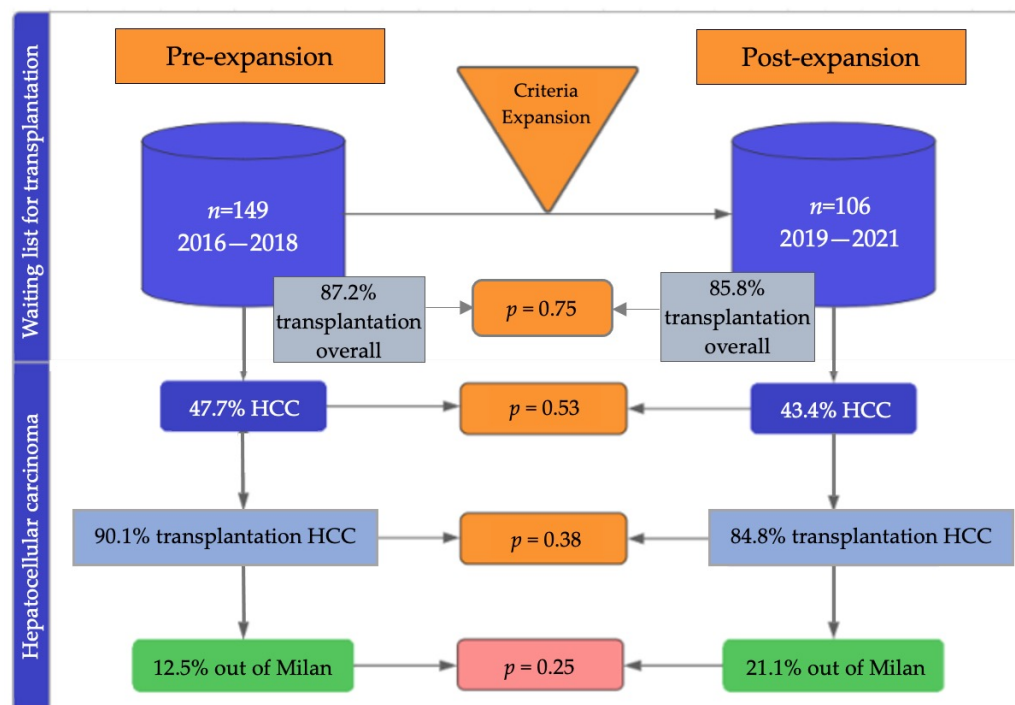 Waiting list for transplantation
Pre-expansion
Criteria
Expansion
Post-expansion
n=149
2016—2018
n=106
2019—2021
87.2%
transplantation
overall
p = 0.75
85.8%
transplantation
overall
Hepatocellular carcinoma
47.7% HCC
p = 0.53
43.4% HCC
90.1% transplantation HCC
p = 0.38
84.8% transplantation HCC
12.5% out of Milan
p = 0.25
21.1% out of Milan